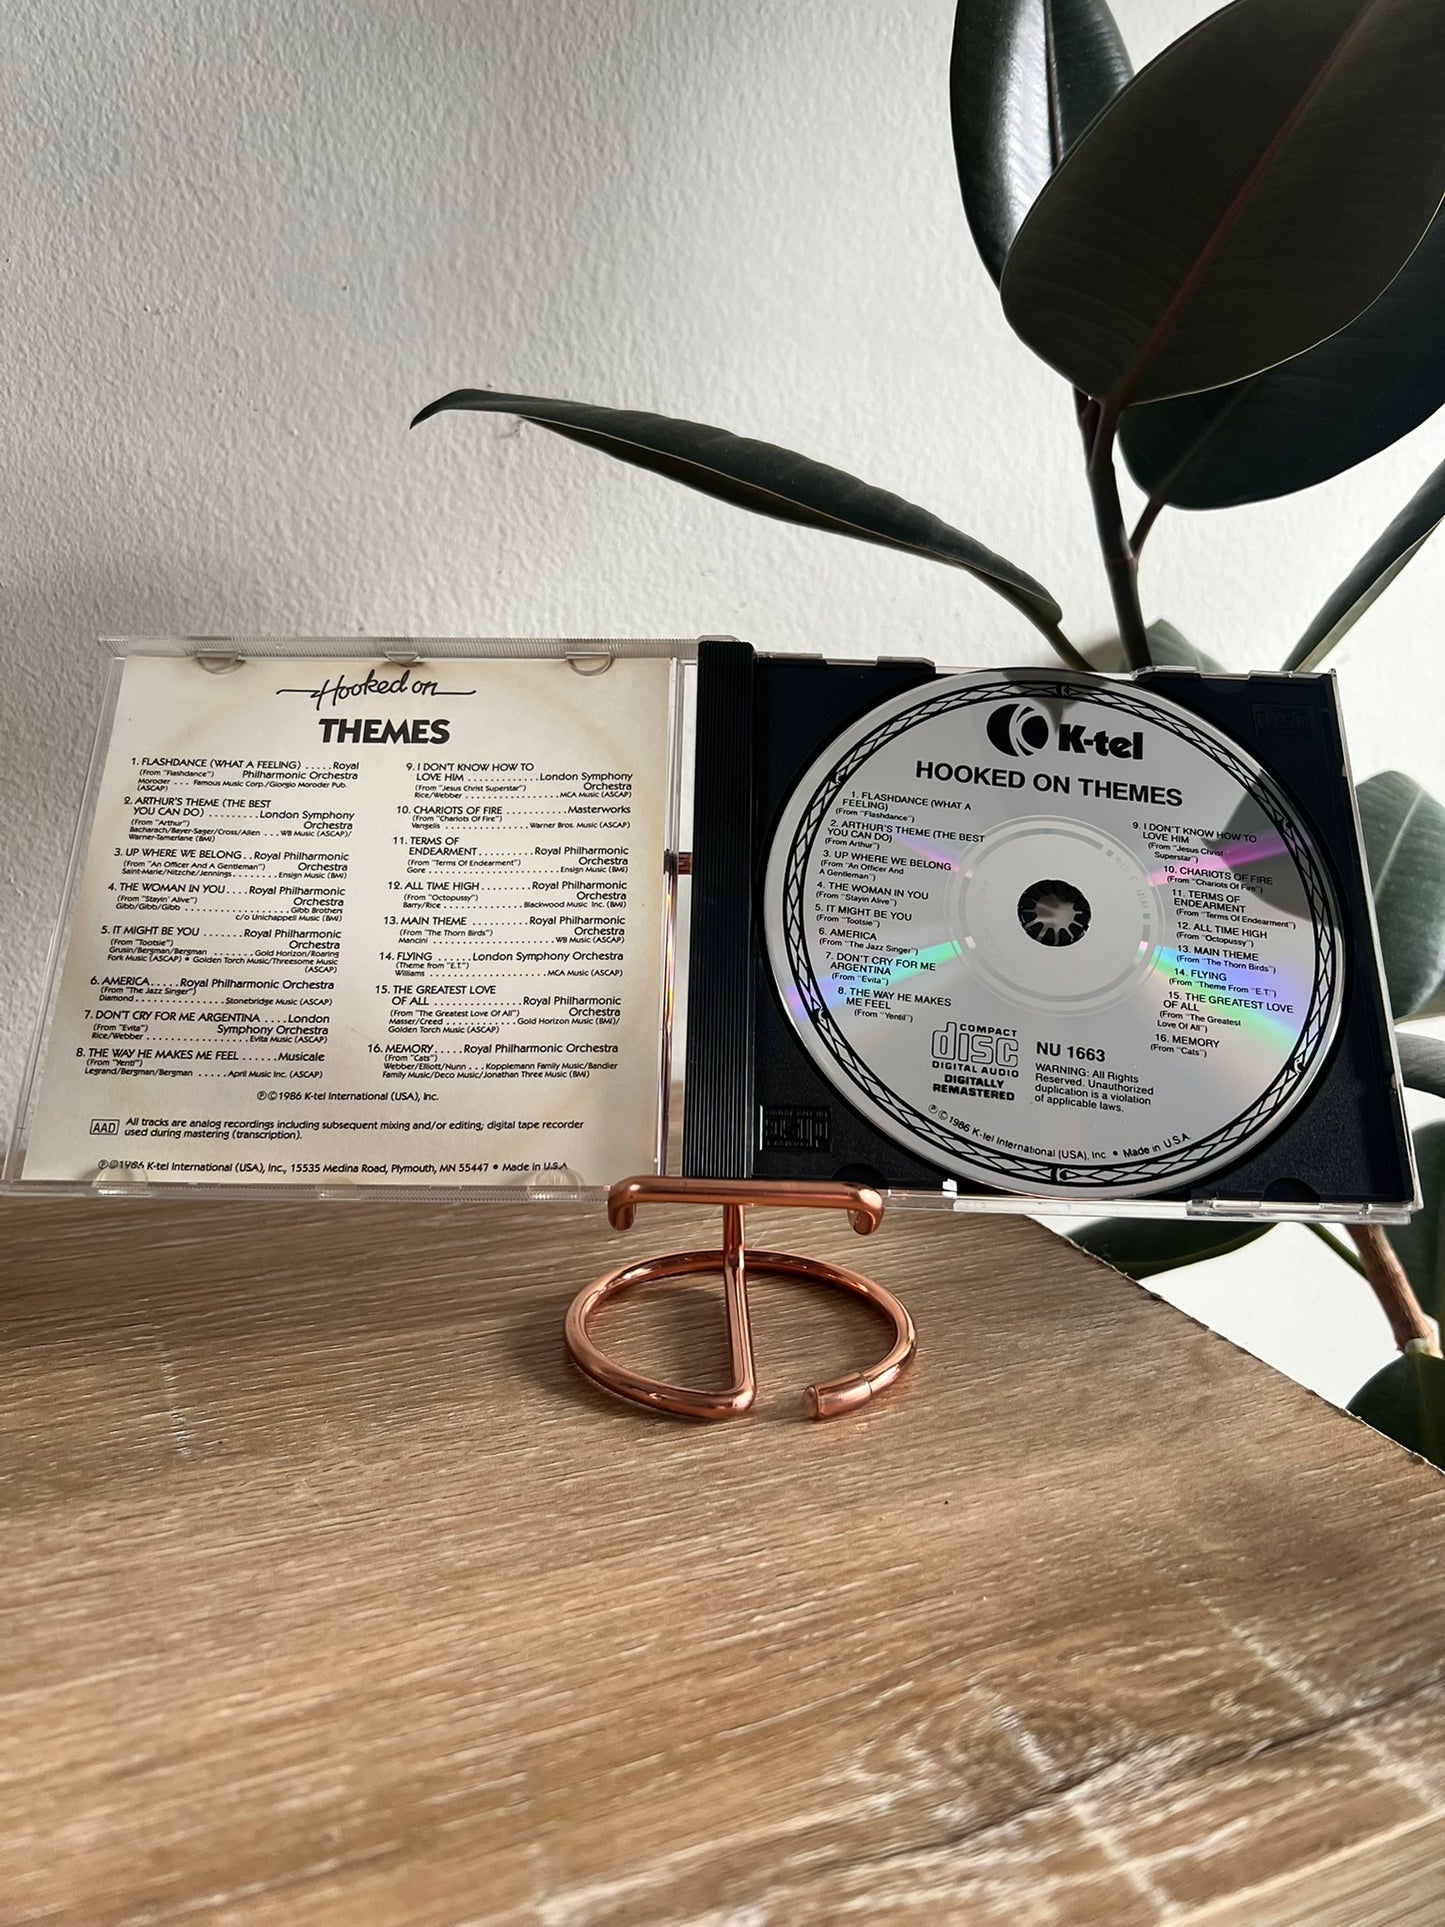 Hooked on
THEMES
1. FLASHDANCE (WHAT A FEELING) ..... Royal
(From "Flashdance") Philharmonic Orchestra
Moroder ... Famous Music Corp./Giorgio Moroder Pub.
(ASCAP)
2. ARTHUR'S THEME (THE BEST
YOU CAN DO) .......... London Symphony
(From "Arthur") Orchestra
Bacharach/Bayer-Sager/Cross/Allen ... WB Music (ASCAP)/
Warner-Tamerlane (BMI)
3. UP WHERE WE BELONG .. Royal Philharmonic
(From "An Officer And A Gentleman") Orchestra
Saint-Marie/Nitzche/Jennings ........ Ensign Music (BMI)
4. THE WOMAN IN YOU .... Royal Philharmonic
(From "Stayin' Alive") Orchestra
Gibb/Gibb/Gibb .......................... Gibb Brothers
c/o Unichappell Music (BMI)
5. IT MIGHT BE YOU ....... Royal Philharmonic
(From "Tootsie") Orchestra
Grusin/Bergman/Bergman ........ Gold Horizon/Roaring
Fork Music (ASCAP) • Golden Torch Music/Threesome Music
(ASCAP)
6. AMERICA ..... Royal Philharmonic Orchestra
(From "The Jazz Singer")
Diamond .................. Stonebridge Music (ASCAP)
7. DON'T CRY FOR ME ARGENTINA .... London
(From "Evita") Symphony Orchestra
Rice/Webber ..................... Evita Music (ASCAP)
8. THE WAY HE MAKES ME FEEL ....... Musicale
(From "Yentl")
Legrand/Bergman/Bergman ..... April Music Inc. (ASCAP)
9. I DON'T KNOW HOW TO
LOVE HIM ............ London Symphony
(From "Jesus Christ Superstar") Orchestra
Rice/Webber ..................... MCA Music (ASCAP)
10. CHARIOTS OF FIRE ............ Masterworks
(From "Chariots Of Fire")
Vangelis .................... Warner Bros. Music (ASCAP)
11. TERMS OF
ENDEARMENT ......... Royal Philharmonic
(From "Terms Of Endearment") Orchestra
Gore ........................ Ensign Music (BMI)
12. ALL TIME HIGH ......... Royal Philharmonic
(From "Octopussy") Orchestra
Barry/Rice ................ Blackwood Music Inc. (BMI)
13. MAIN THEME ........... Royal Philharmonic
(From "The Thorn Birds") Orchestra
Mancini ........................ WB Music (ASCAP)
14. FLYING ....... London Symphony Orchestra
(Theme from "E.T.")
Williams ....................... MCA Music (ASCAP)
15. THE GREATEST LOVE
OF ALL .............. Royal Philharmonic
(From "The Greatest Love Of All") Orchestra
Masser/Creed ............. Gold Horizon Music (BMI)/
Golden Torch Music (ASCAP)
16. MEMORY ..... Royal Philharmonic Orchestra
(From "Cats")
Webber/Elliott/Nunn ... Kopplemann Family Music/Bandier
Family Music/Deco Music/Jonathan Three Music (BMI)
Ⓟ©1986 K-tel International (USA), Inc.
AAD All tracks are analog recordings including subsequent mixing and/or editing; digital tape recorder
used during mastering (transcription).
Ⓟ©1986 K-tel International (USA), Inc., 15535 Medina Road, Plymouth, MN 55447 • Made in U.S.A.
K-tel
HOOKED ON THEMES
1. FLASHDANCE (WHAT A
FEELING)
(From "Flashdance")
2. ARTHUR'S THEME (THE BEST
YOU CAN DO)
(From Arthur")
3. UP WHERE WE BELONG
(From "An Officer And
A Gentleman")
4. THE WOMAN IN YOU
(From "Stayin' Alive")
5. IT MIGHT BE YOU
(From "Tootsie")
6. AMERICA
(From "The Jazz Singer")
7. DON'T CRY FOR ME
ARGENTINA
(From "Evita")
8. THE WAY HE MAKES
ME FEEL
(From "Yentil")
9. I DON'T KNOW HOW TO
LOVE HIM
(From "Jesus Christ
Superstar")
10. CHARIOTS OF FIRE
(From "Chariots Of Fire")
11. TERMS OF
ENDEARMENT
(From "Terms Of Endearment")
12. ALL TIME HIGH
(From "Octopussy")
13. MAIN THEME
(From "The Thorn Birds")
14. FLYING
(From "Theme From "E.T.")
15. THE GREATEST LOVE
OF ALL
(From "The Greatest
Love Of All")
16. MEMORY
(From "Cats")
COMPACT
disc
DIGITAL AUDIO
DIGITALLY
REMASTERED
NU 1663
WARNING: All Rights
Reserved. Unauthorized
duplication is a violation
of applicable laws.
Ⓟ©1986 K-tel International (USA), Inc. • Made in U.S.A.